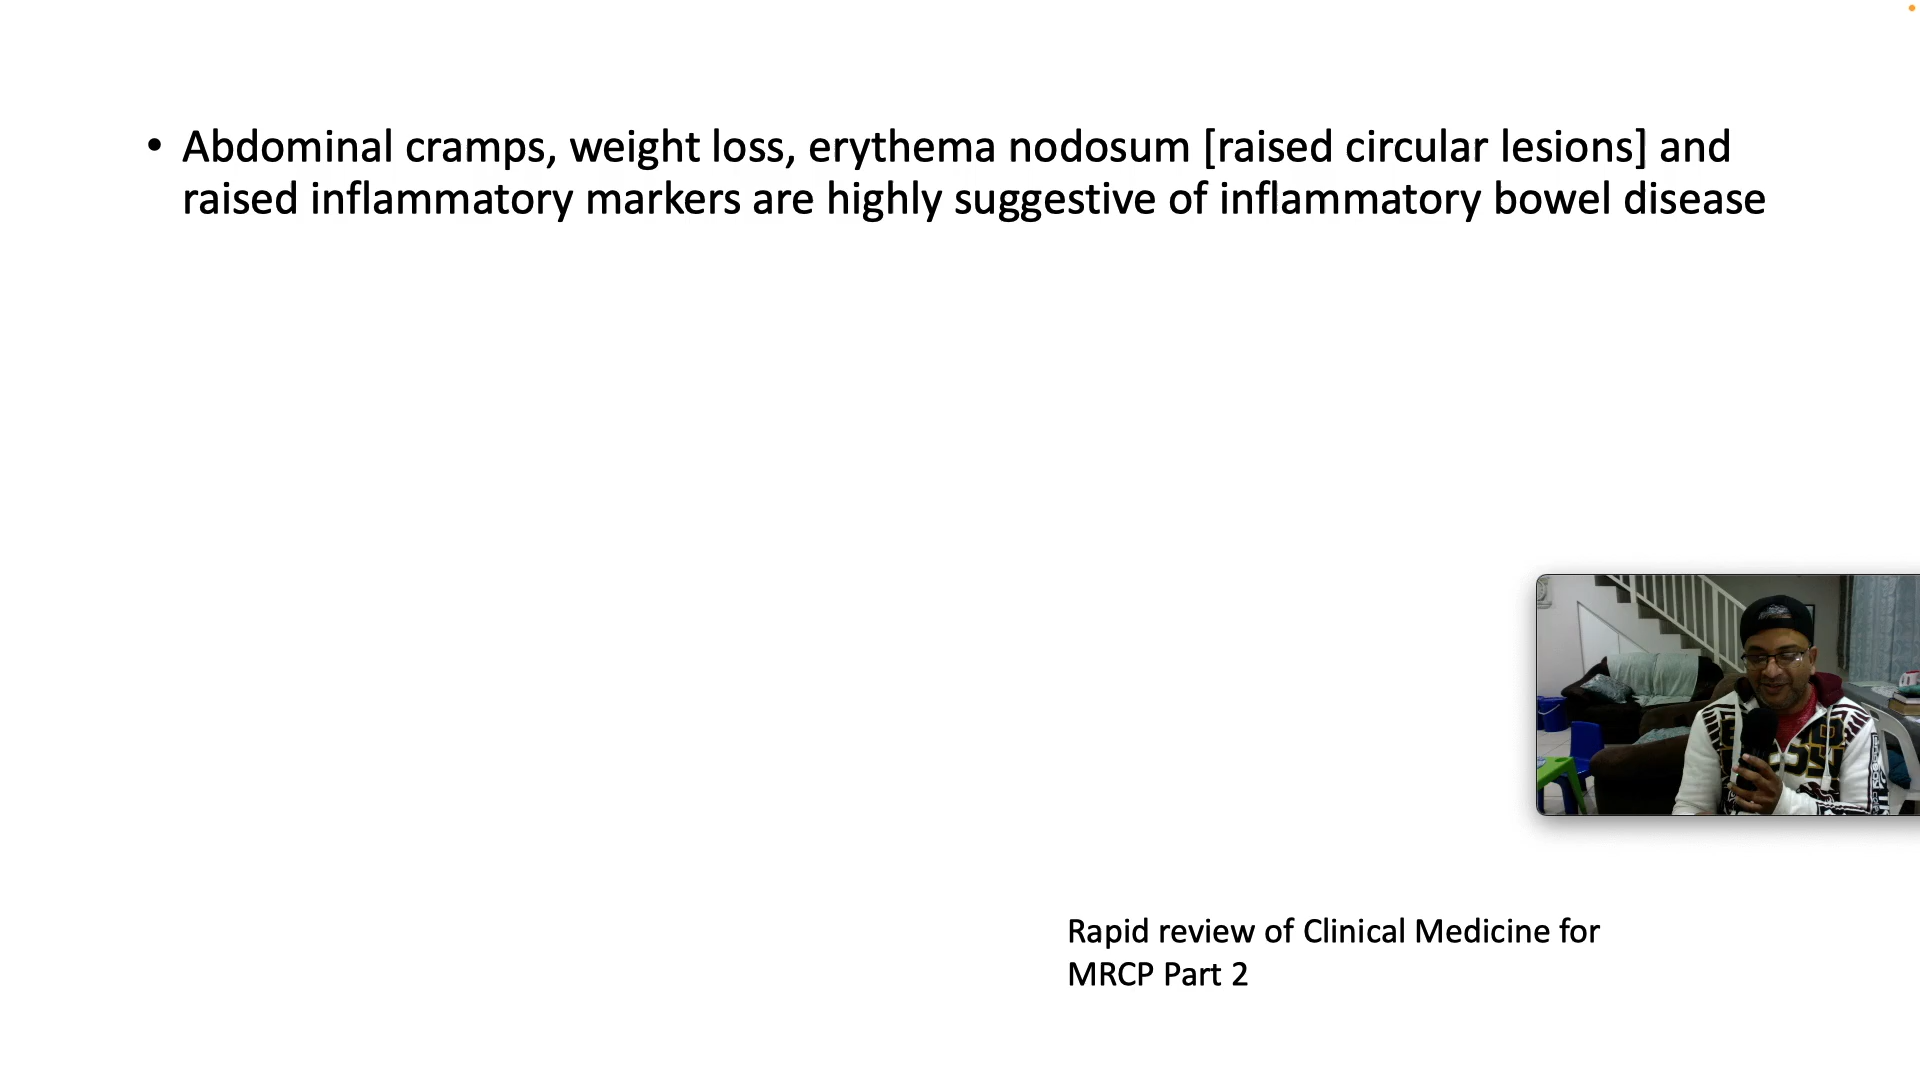 • Abdominal cramps, weight loss, erythema nodosum [raised circular lesions] and
raised inflammatory markers are highly suggestive of inflammatory bowel disease
Rapid review of Clinical Medicine for
MRCP Part 2